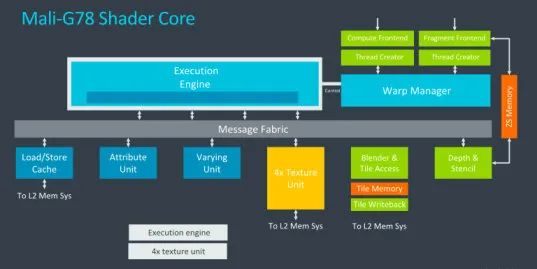 Mali-G78 Shader Core
Compute Frontend
Fragment Frontend
Thread Creator
Thread Creator
Execution
Engine
Control
Warp Manager
ZS Memory
Message Fabric
Load/Store
Cache
Attribute
Unit
Varying
Unit
4x Texture
Unit
Blender &
Tile Access
Depth &
Stencil
Tile Memory
Tile Writeback
To L2 Mem Sys
To L2 Mem Sys
To L2 Mem Sys
Execution engine
4x texture unit